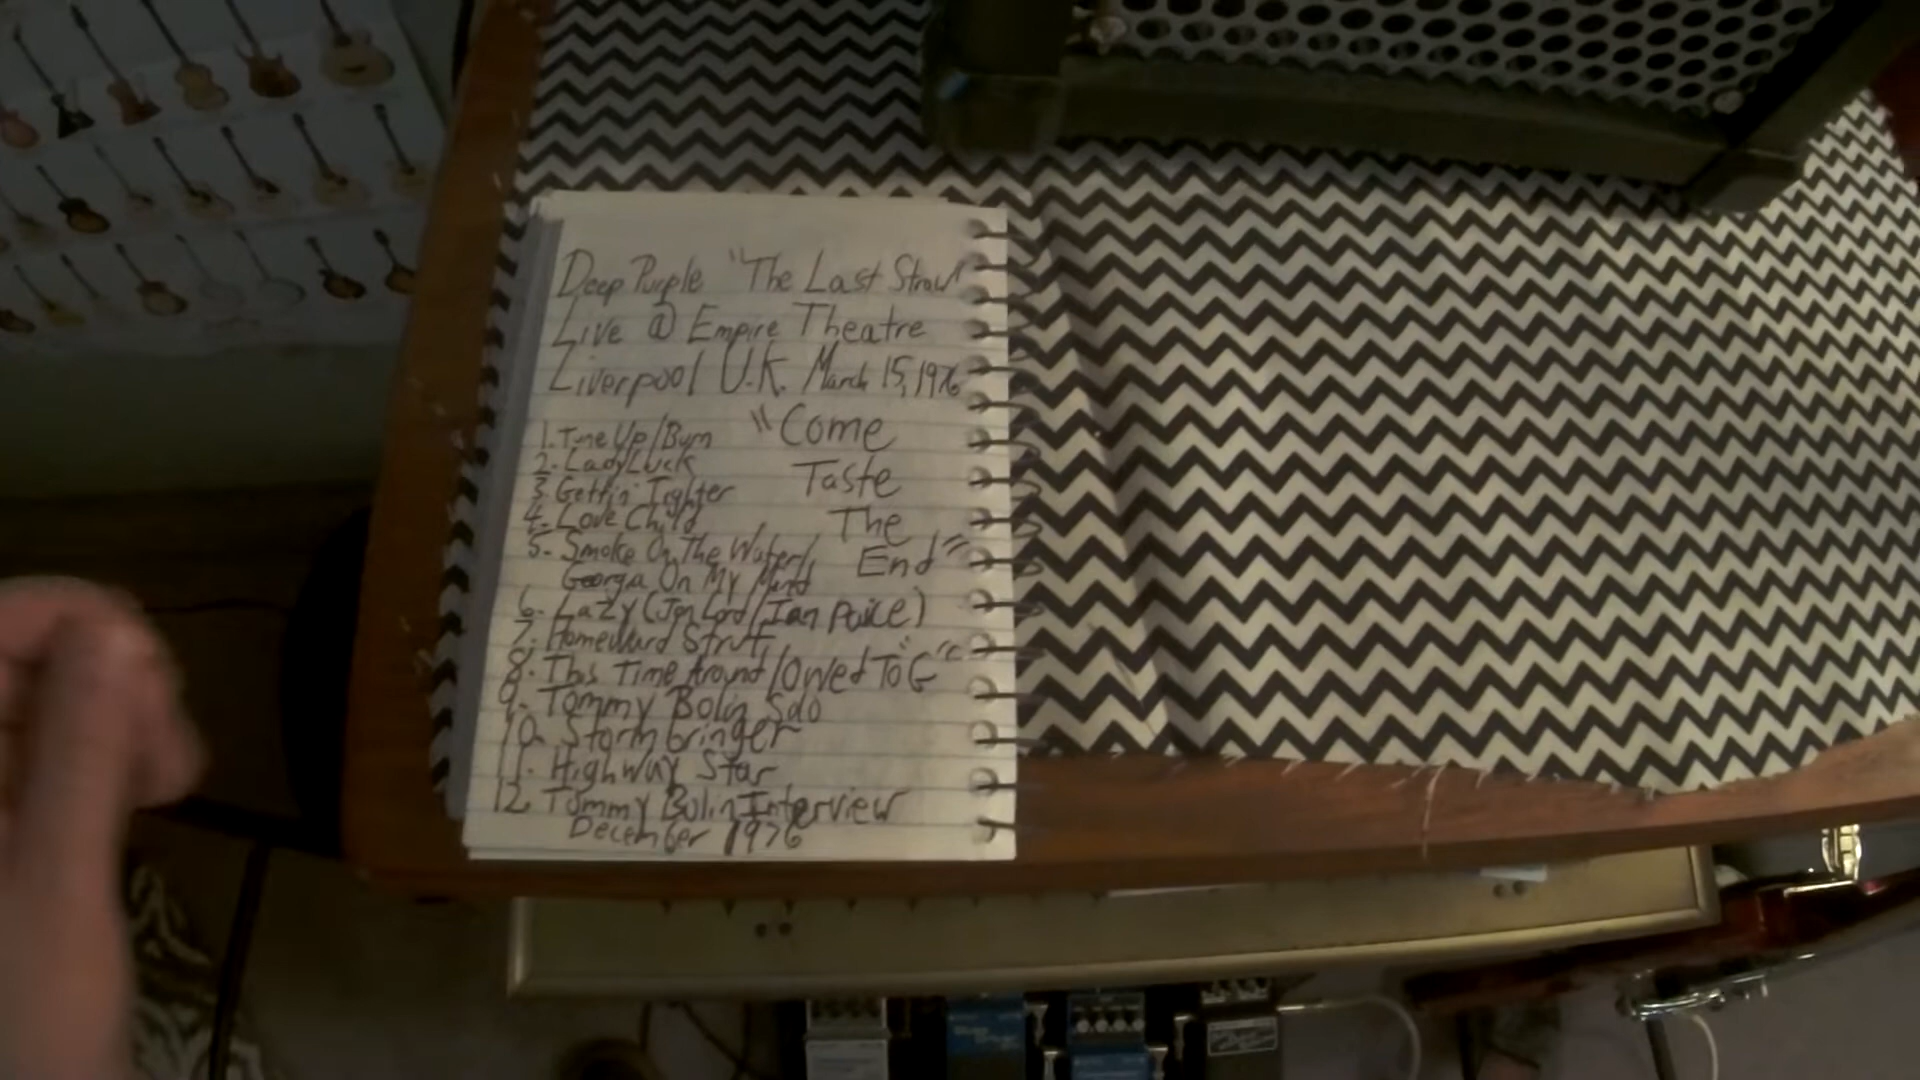 Deep Purple "The Last Straw"
Live @ Empire Theatre
Liverpool U.K. March 15, 1976
1. Tune Up/Burn
2. Lady Luck
3. Gettin' Tighter
4. Love Child
5. Smoke On The Water/
Georgia On My Mind
"Come
Taste
The
End"
6. Lazy (Jon Lord/Ian Paice)
7. Homeward Strut
8. This Time Around/Owed To "G"
9. Tommy Bolin Solo
10. Stormbringer
11. Highway Star
12. Tommy Bolin Interview
December 1976